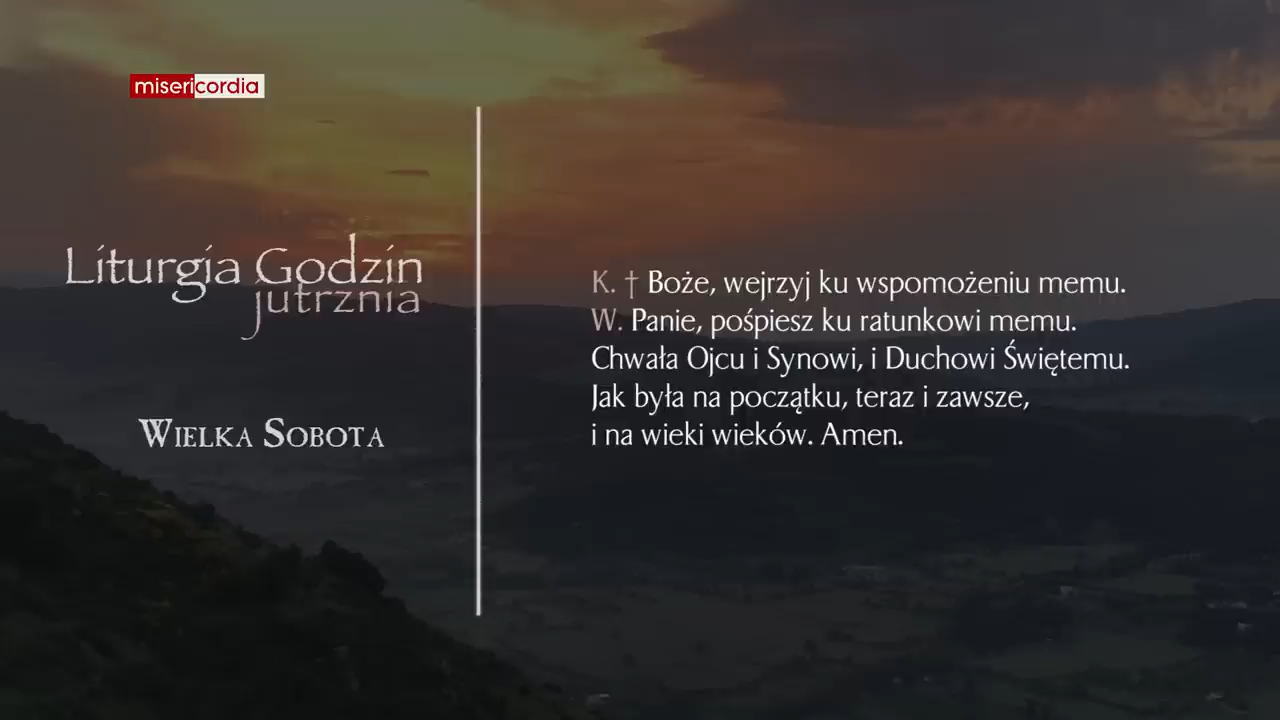 misericordia
Liturgia Godzin
jutrznia
Wielka Sobota
K. † Boże, wejrzyj ku wspomożeniu memu.
W. Panie, pośpiesz ku ratunkowi memu.
Chwała Ojcu i Synowi, i Duchowi Świętemu.
Jak była na początku, teraz i zawsze,
i na wieki wieków. Amen.